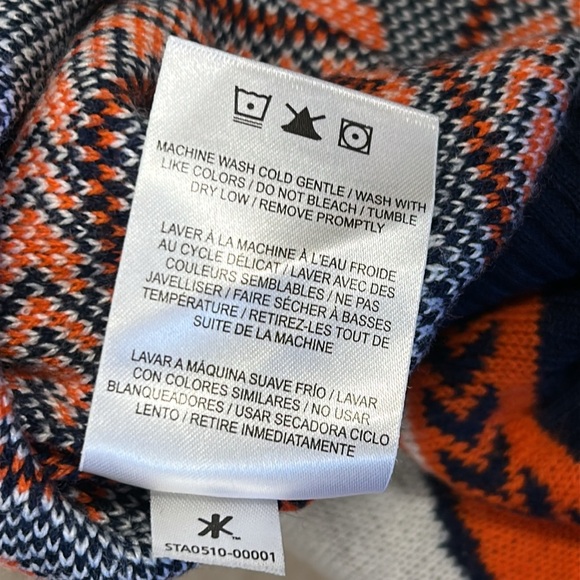 MACHINE WASH COLD GENTLE / WASH WITH
LIKE COLORS / DO NOT BLEACH / TUMBLE
DRY LOW / REMOVE PROMPTLY
LAVER À LA MACHINE À L'EAU FROIDE
AU CYCLE DÉLICAT / LAVER AVEC DES
COULEURS SEMBLABLES / NE PAS
JAVELLISER / FAIRE SÉCHER À BASSES
TEMPÉRATURE / RETIREZ-LES TOUT DE
SUITE DE LA MACHINE
LAVAR A MÁQUINA SUAVE FRÍO / LAVAR
CON COLORES SIMILARES / NO USAR
BLANQUEADORES / USAR SECADORA CICLO
LENTO / RETIRE INMEDIATAMENTE
STA0510-00001